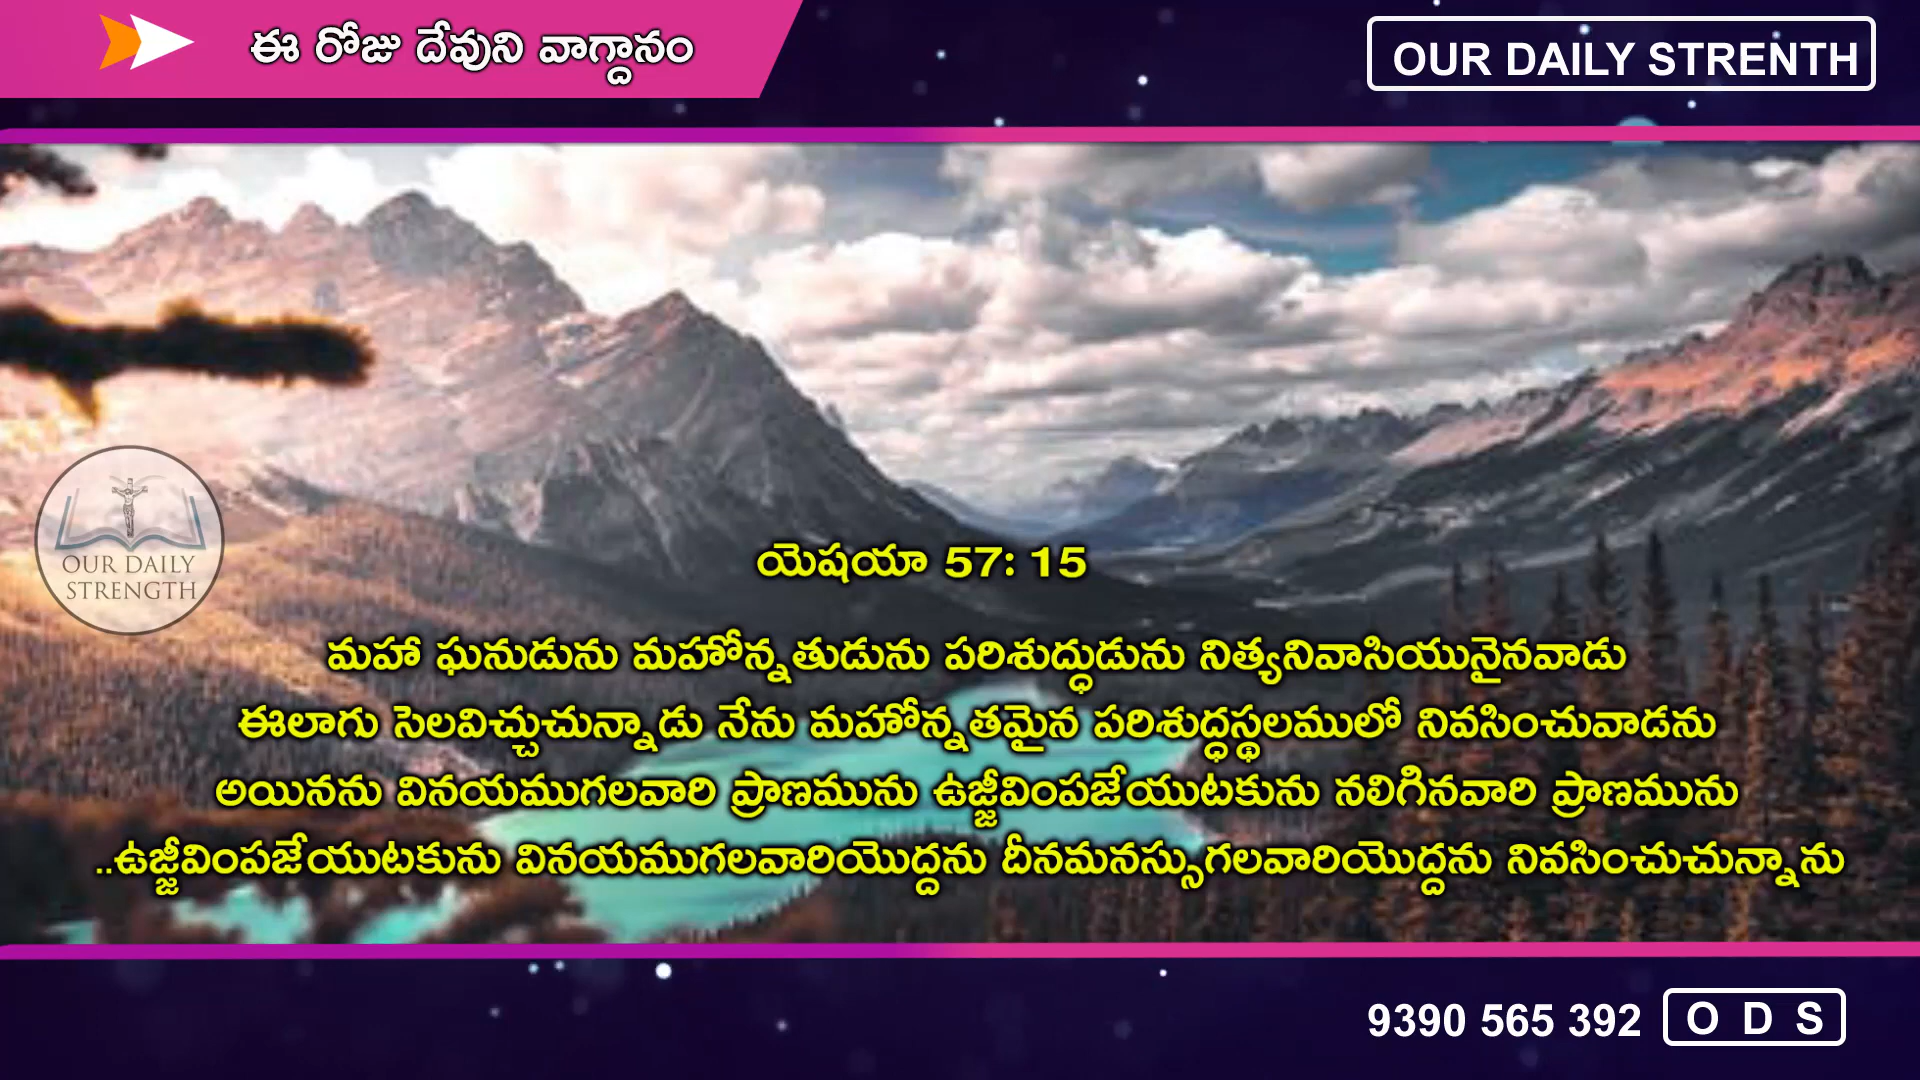 ఈ రోజు దేవుని వాగ్దానం
OUR DAILY STRENTH
OUR DAILY
STRENGTH
యెషయా 57: 15
మహా ఘనుడును మహోన్నతుడును పరిశుద్ధుడును నిత్యనివాసియునైనవాడు
ఈలాగు సెలవిచ్చుచున్నాడు నేను మహోన్నతమైన పరిశుద్ధస్థలములో నివసించువాడను
అయినను వినయముగలవారి ప్రాణమును ఉజ్జీవింపజేయుటకును నలిగినవారి ప్రాణమును
..ఉజ్జీవింపజేయుటకును వినయముగలవారియొద్దను దీనమనస్సుగలవారియొద్దను నివసించుచున్నాను
9390 565 392 O D S